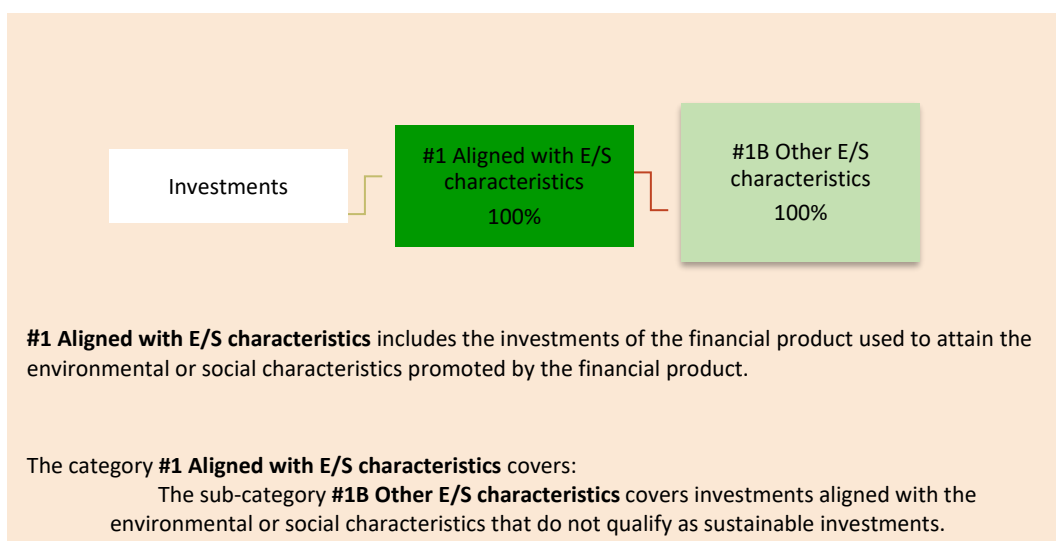 Investments
#1 Aligned with E/S
characteristics
100%
#1B Other E/S
characteristics
100%
#1 Aligned with E/S characteristics includes the investments of the financial product used to attain the
environmental or social characteristics promoted by the financial product.
The category #1 Aligned with E/S characteristics covers:
The sub-category #1B Other E/S characteristics covers investments aligned with the
environmental or social characteristics that do not qualify as sustainable investments.